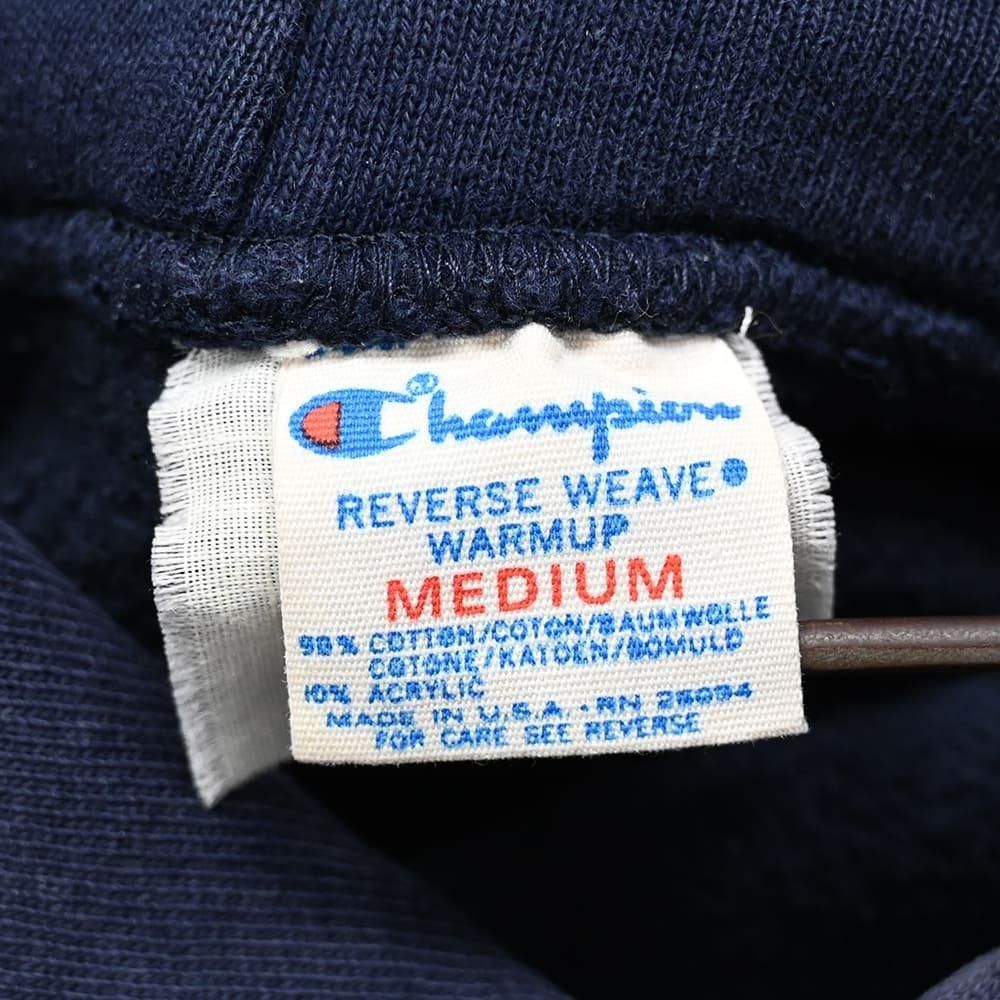 Champion®
REVERSE WEAVE
WARMUP
MEDIUM
90% COTTON/COTON/BAUMWOLLE
COTONE/KATOEN/BOMULD
10% ACRYLIC
MADE IN U.S.A - RN 26094
FOR CARE SEE REVERSE